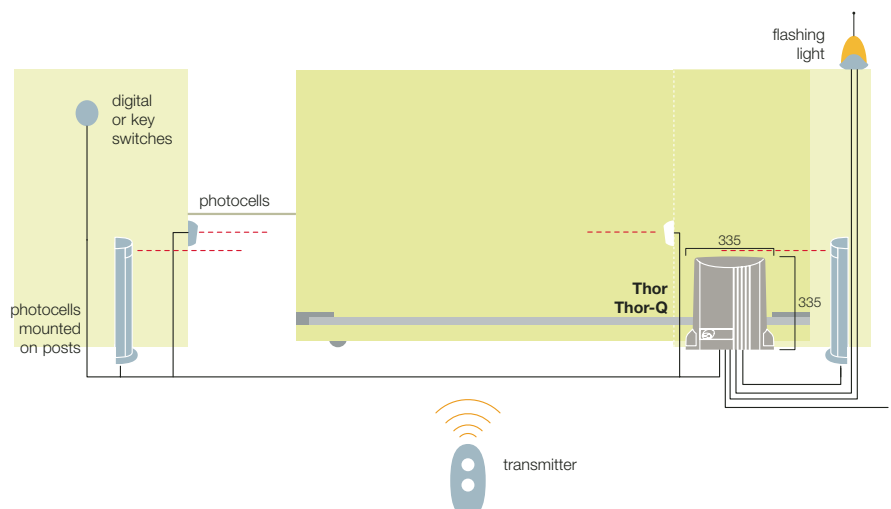 flashing
light
digital
or key
switches
photocells
335
Thor
Thor-Q
335
photocells
mounted
on posts
transmitter